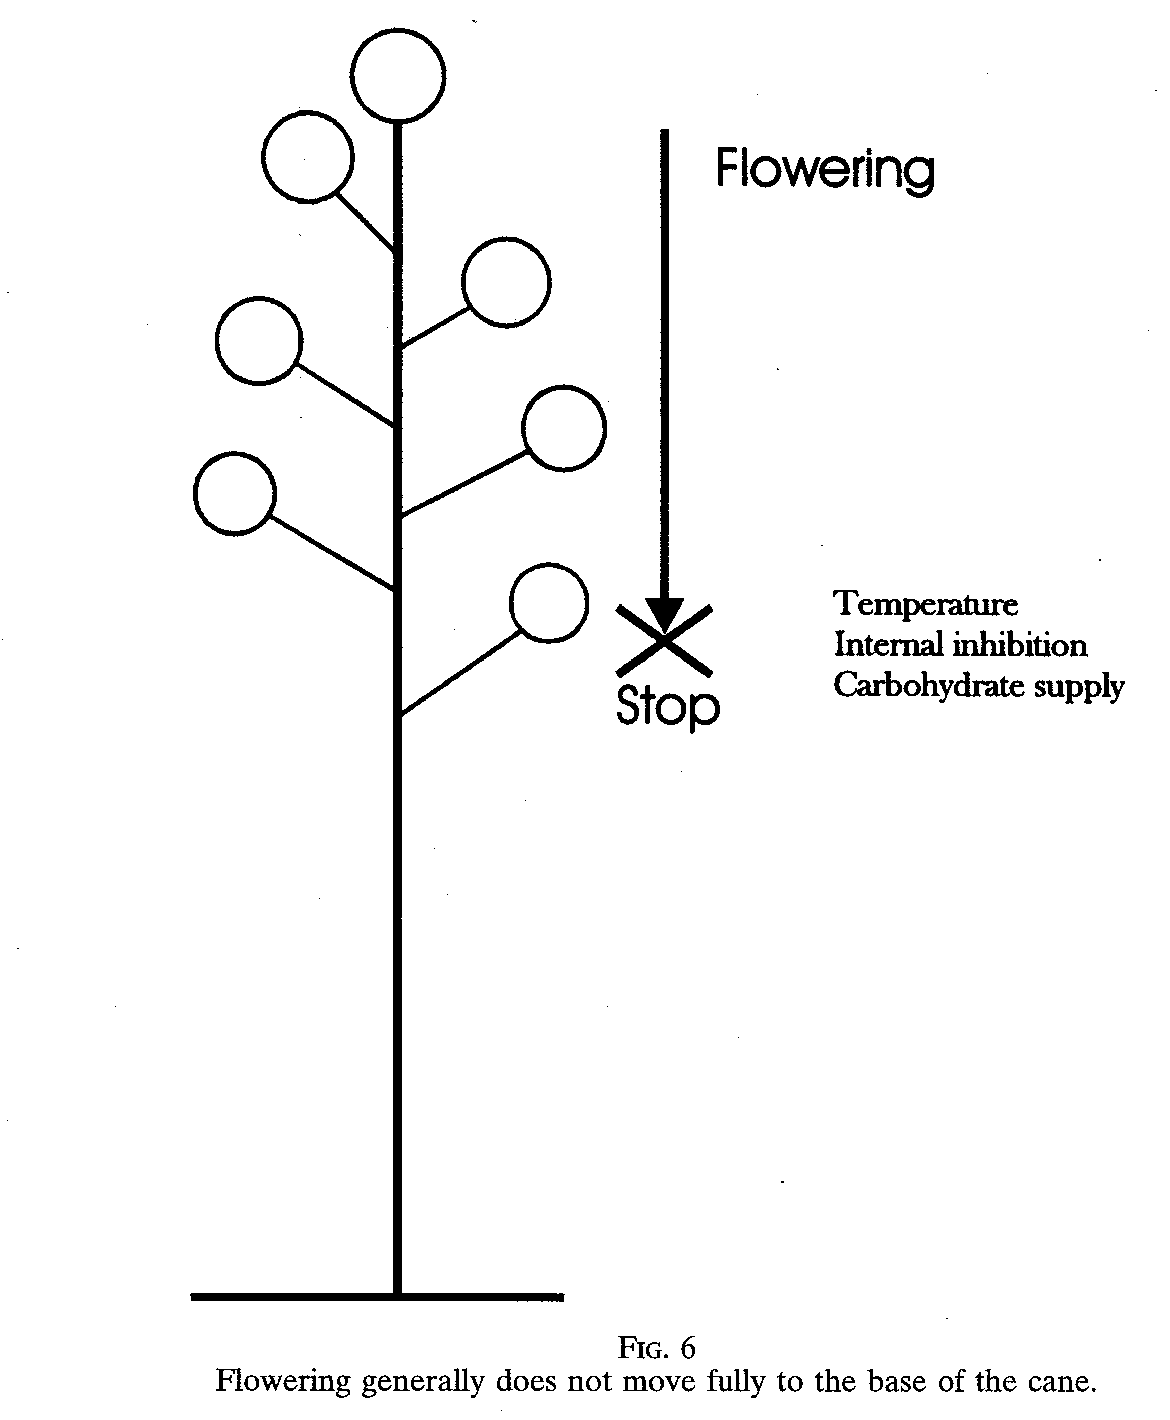 Flowering
Temperature
Internal inhibition
Carbohydrate supply
Stop
FIG. 6
Flowering generally does not move fully to the base of the cane.